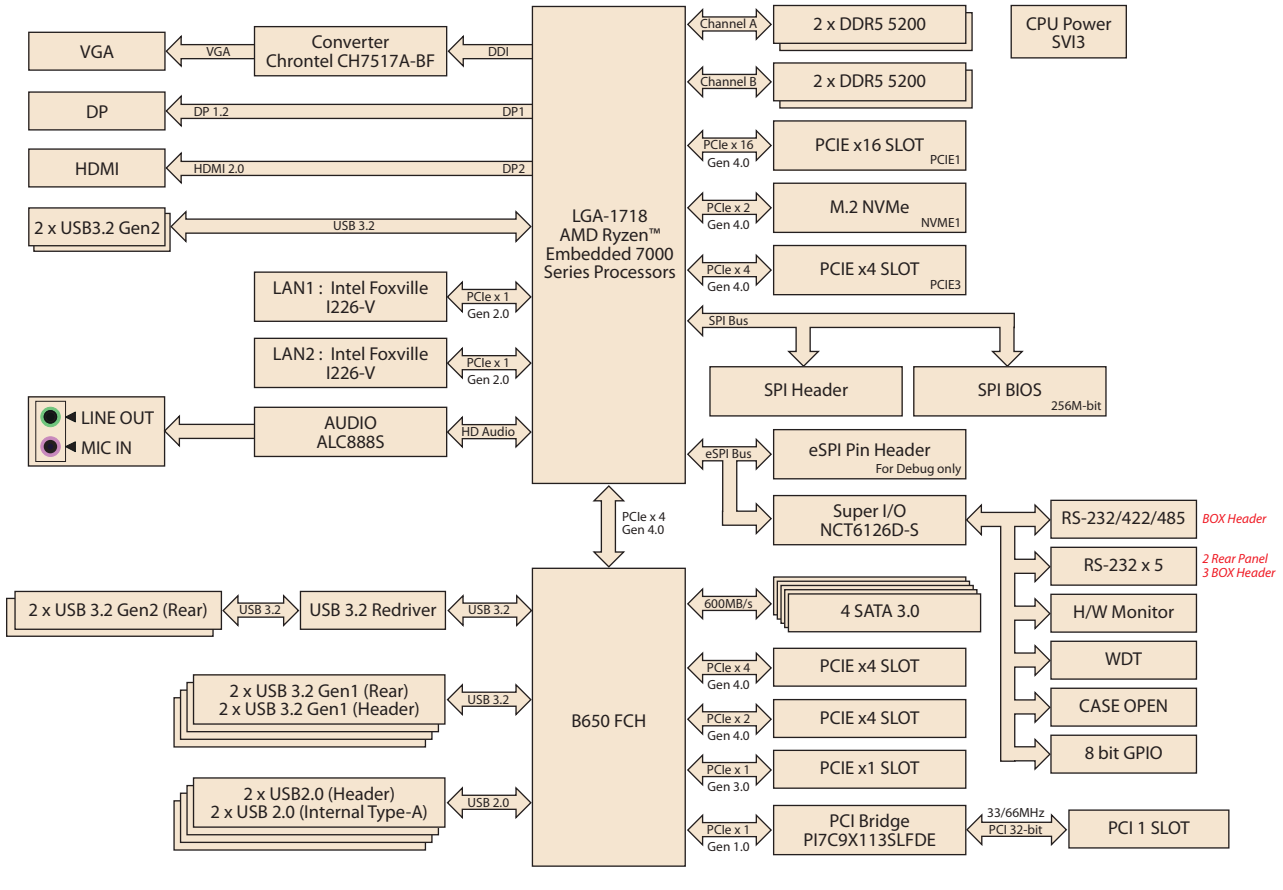 VGA
VGA
Converter
Chrontel CH7517A-BF
DDI
DP
DP 1.2
DP1
HDMI
HDMI 2.0
DP2
2 x USB3.2 Gen2
USB 3.2
LAN1 : Intel Foxville
I226-V
PCIe x 1
Gen 2.0
LAN2 : Intel Foxville
I226-V
PCIe x 1
Gen 2.0
LINE OUT
MIC IN
AUDIO
ALC888S
HD Audio
LGA-1718
AMD Ryzen™
Embedded 7000
Series Processors
Channel A
2 x DDR5 5200
Channel B
2 x DDR5 5200
CPU Power
SVI3
PCIe x 16
Gen 4.0
PCIE x16 SLOT
PCIE1
PCIe x 2
Gen 4.0
M.2 NVMe
NVME1
PCIe x 4
Gen 4.0
PCIE x4 SLOT
PCIE3
SPI Bus
SPI Header
SPI BIOS
256M-bit
eSPI Bus
eSPI Pin Header
For Debug only
Super I/O
NCT6126D-S
RS-232/422/485
BOX Header
RS-232 x 5
2 Rear Panel
3 BOX Header
H/W Monitor
WDT
CASE OPEN
8 bit GPIO
PCIe x 4
Gen 4.0
2 x USB 3.2 Gen2 (Rear)
USB 3.2
USB 3.2 Redriver
USB 3.2
2 x USB 3.2 Gen1 (Rear)
2 x USB 3.2 Gen1 (Header)
USB 3.2
2 x USB2.0 (Header)
2 x USB 2.0 (Internal Type-A)
USB 2.0
B650 FCH
600MB/s
4 SATA 3.0
PCIe x 4
Gen 4.0
PCIE x4 SLOT
PCIe x 2
Gen 4.0
PCIE x4 SLOT
PCIe x 1
Gen 3.0
PCIE x1 SLOT
PCIe x 1
Gen 1.0
PCI Bridge
PI7C9X113SLFDE
33/66MHz
PCI 32-bit
PCI 1 SLOT